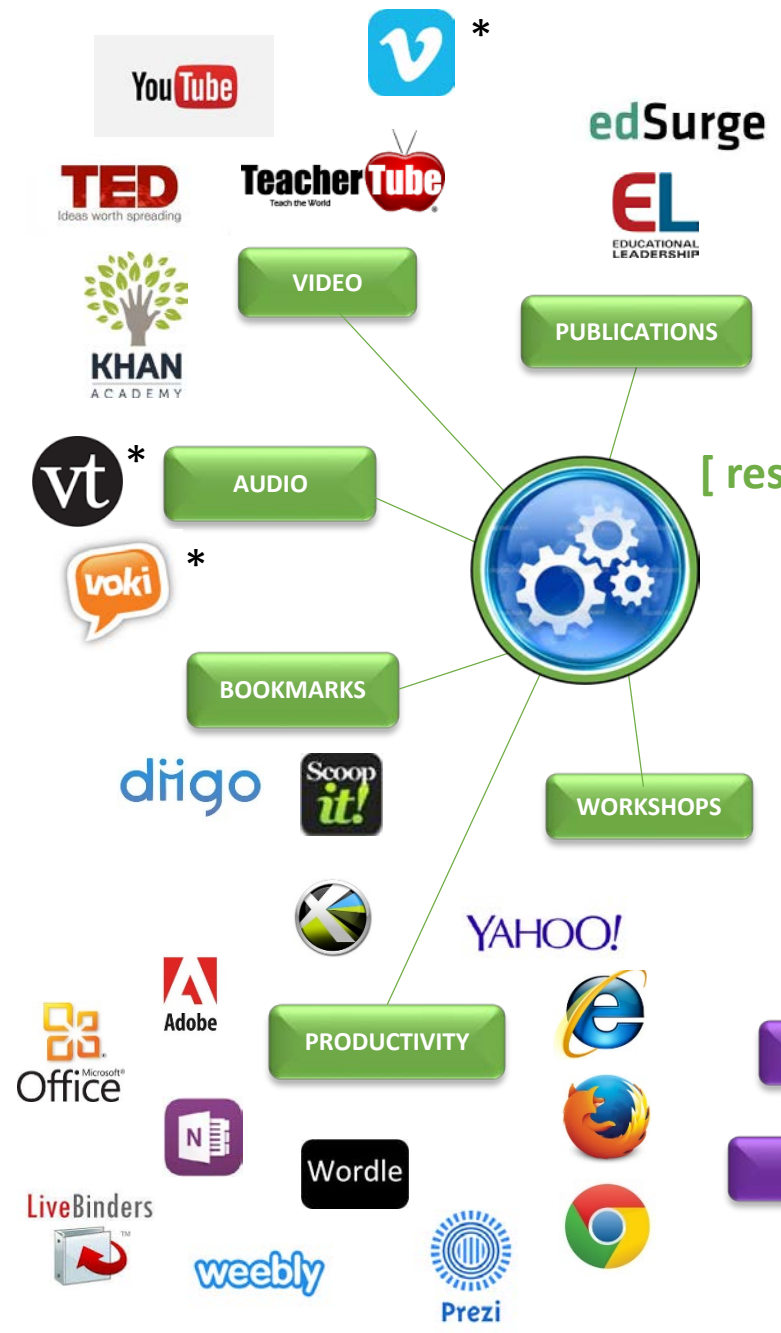 *
YouTube
edSurge
TED
Ideas worth spreading
TeacherTube
Teach the World
EL
EDUCATIONAL
LEADERSHIP
VIDEO
PUBLICATIONS
KHAN
ACADEMY
vt *
AUDIO
[ res
voki *
BOOKMARKS
diigo
Scoop
it!
WORKSHOPS
YAHOO!
Adobe
PRODUCTIVITY
Microsoft®
Office
N
Wordle
LiveBinders™
weebly
Prezi